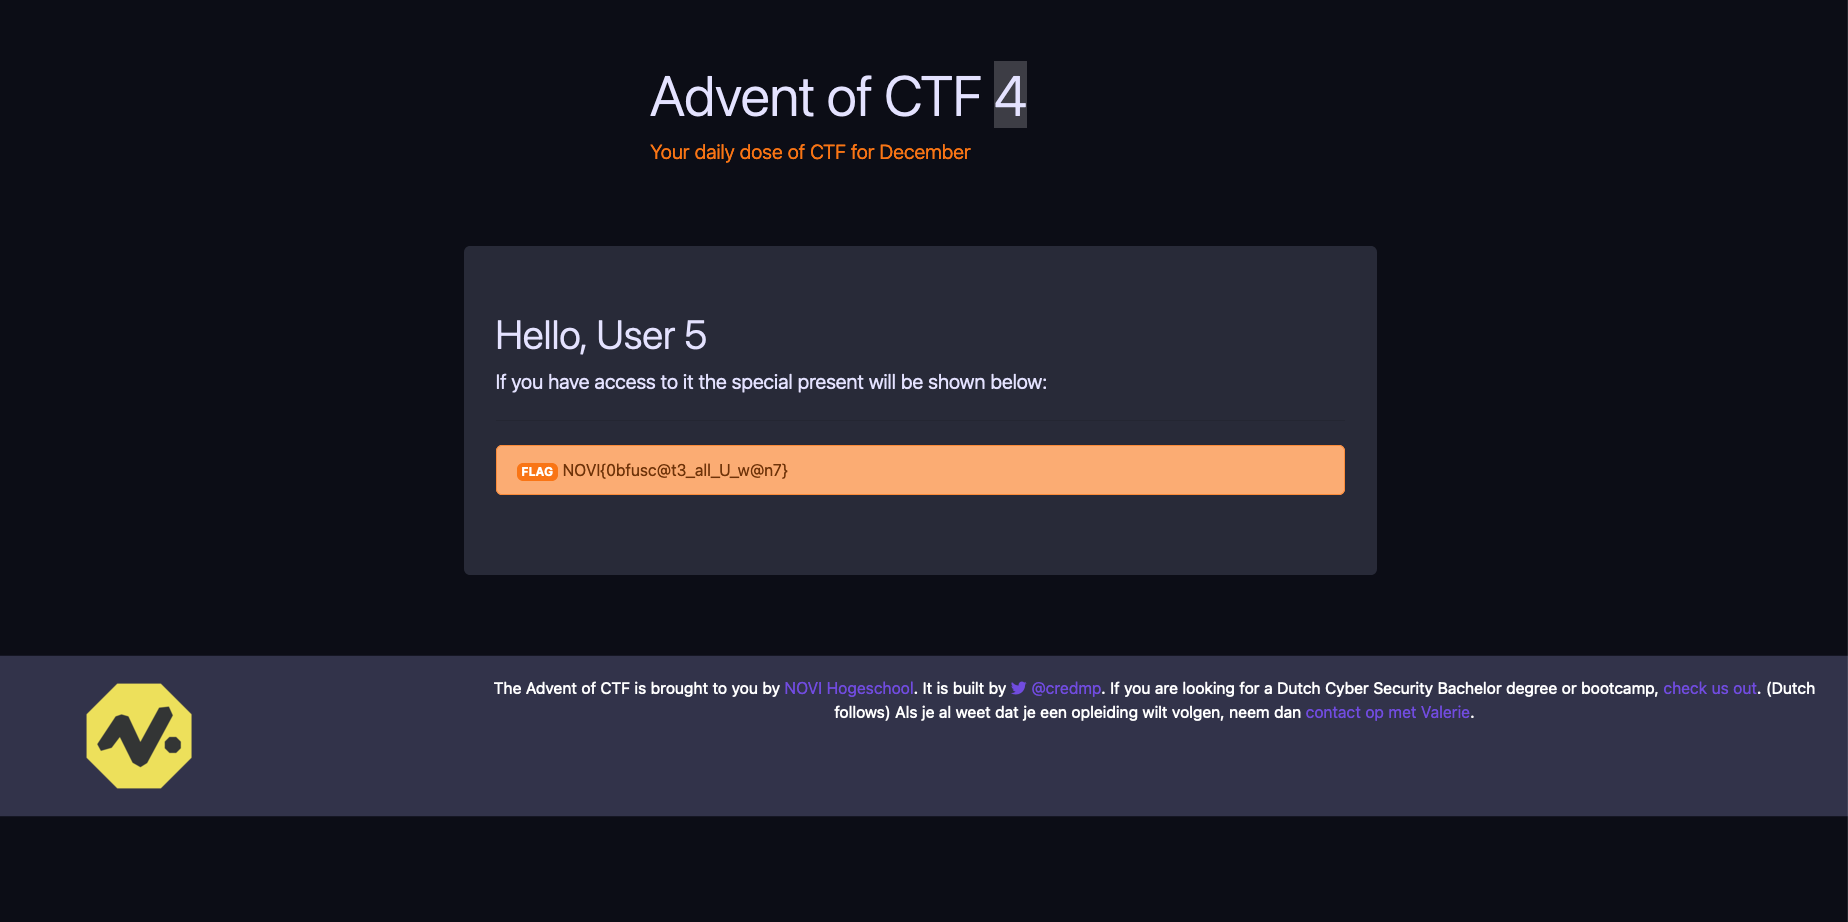 Advent of CTF 4
Your daily dose of CTF for December
Hello, User 5
If you have access to it the special present will be shown below:
FLAG NOVI{0bfusc@t3_all_U_w@n7}
The Advent of CTF is brought to you by NOVI Hogeschool. It is built by @credmp. If you are looking for a Dutch Cyber Security Bachelor degree or bootcamp, check us out. (Dutch
follows) Als je al weet dat je een opleiding wilt volgen, neem dan contact op met Valerie.